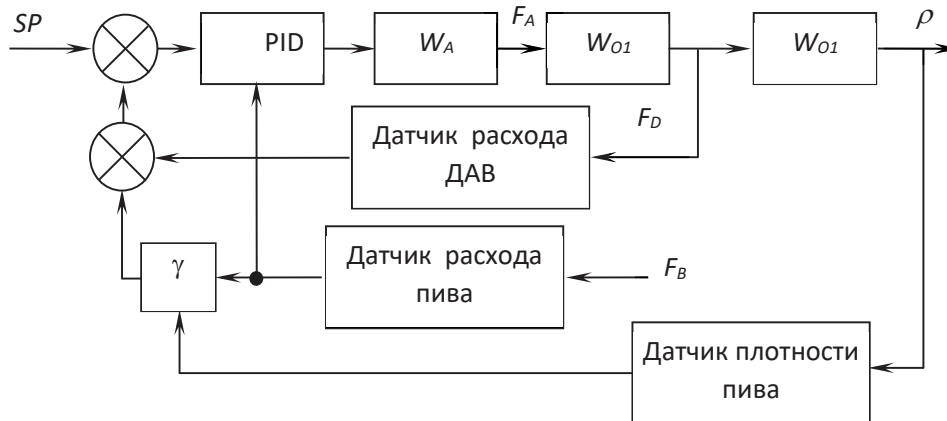 SP
PID
W_A
F_A
W_O1
W_O1
ρ
F_D
Датчик расхода
ДАВ
γ
Датчик расхода
пива
F_B
Датчик плотности
пива